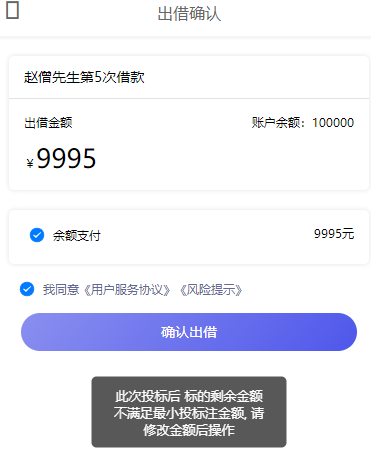 出借确认
赵僧先生第5次借款
出借金额 账户余额：100000
¥9995
余额支付 9995元
我同意《用户服务协议》《风险提示》
确认出借
此次投标后 标的剩余金额
不满足最小投标注金额, 请
修改金额后操作